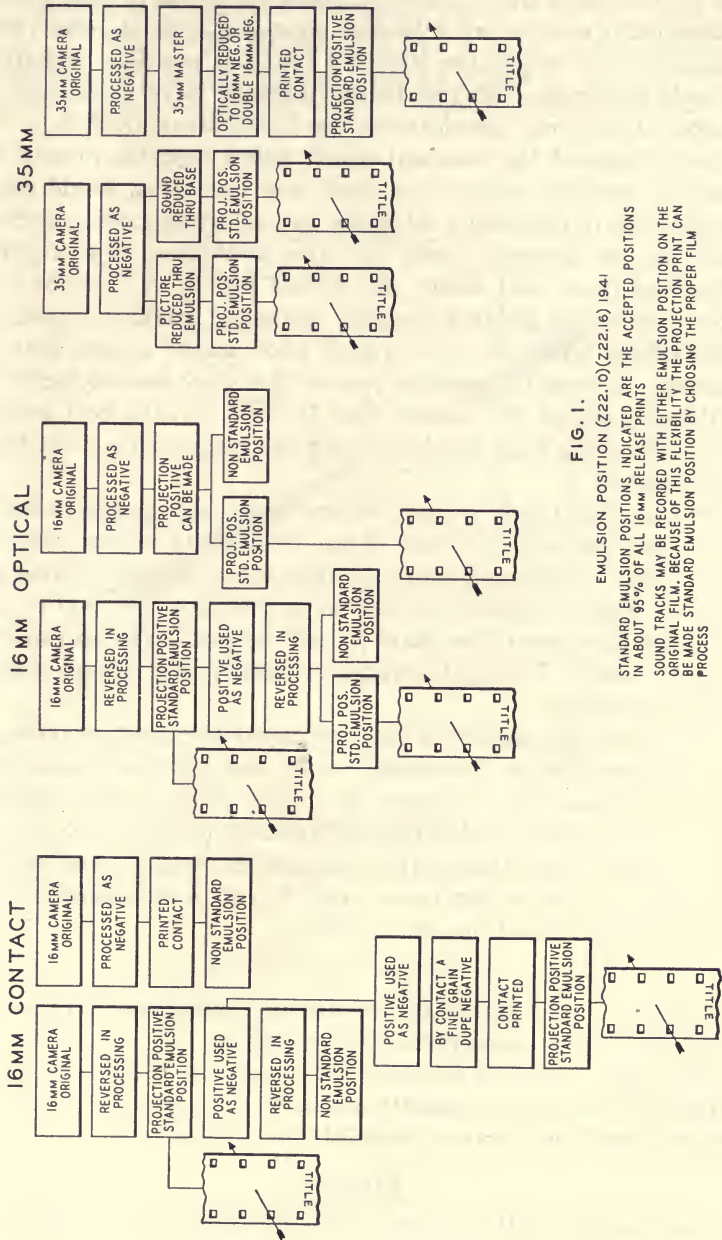 16MM CONTACT
16MM CAMERA
ORIGINAL
REVERSED IN
PROCESSING
PROJECTION POSITIVE
STANDARD EMULSION
POSITION
TITLE
POSITIVE USED
AS NEGATIVE
REVERSED IN
PROCESSING
NON STANDARD
EMULSION
POSITION
POSITIVE USED
AS NEGATIVE
BY CONTACT A
FINE GRAIN
DUPE NEGATIVE
CONTACT
PRINTED
PROJECTION POSITIVE
STANDARD EMULSION
POSITION
TITLE
16MM CAMERA
ORIGINAL
PROCESSED AS
NEGATIVE
PRINTED
CONTACT
NON STANDARD
EMULSION
POSITION
16MM OPTICAL
16MM CAMERA
ORIGINAL
REVERSED IN
PROCESSING
PROJECTION POSITIVE
STANDARD EMULSION
POSITION
TITLE
POSITIVE USED
AS NEGATIVE
REVERSED IN
PROCESSING
PROJ POS.
STD. EMULSION
POSITION
NON STANDARD
EMULSION
POSITION
TITLE
16MM CAMERA
ORIGINAL
PROCESSED AS
NEGATIVE
PROJECTION
POSITIVE
CAN BE MADE
PROJ. POS.
STD. EMULSION
POSITION
NON STANDARD
EMULSION
POSITION
TITLE
35MM
35MM CAMERA
ORIGINAL
PROCESSED AS
NEGATIVE
PICTURE
REDUCED THRU
EMULSION
SOUND
REDUCED
THRU BASE
PROJ. POS.
STD. EMULSION
POSITION
PROJ. POS.
STD. EMULSION
POSITION
TITLE
TITLE
35MM CAMERA
ORIGINAL
PROCESSED AS
NEGATIVE
35MM MASTER
OPTICALLY REDUCED
TO 16MM NEG. OR
DOUBLE 16MM NEG.
PRINTED
CONTACT
PROJECTION POSITIVE
STANDARD EMULSION
POSITION
TITLE
FIG. 1.
EMULSION POSITION (Z22.10)(Z22.16) 1941
STANDARD EMULSION POSITIONS INDICATED ARE THE ACCEPTED POSITIONS
IN ABOUT 95% OF ALL 16MM RELEASE PRINTS
SOUND TRACKS MAY BE RECORDED WITH EITHER EMULSION POSITION ON THE
ORIGINAL FILM. BECAUSE OF THIS FLEXIBILITY THE PROJECTION PRINT CAN
BE MADE STANDARD EMULSION POSITION BY CHOOSING THE PROPER FILM
PROCESS